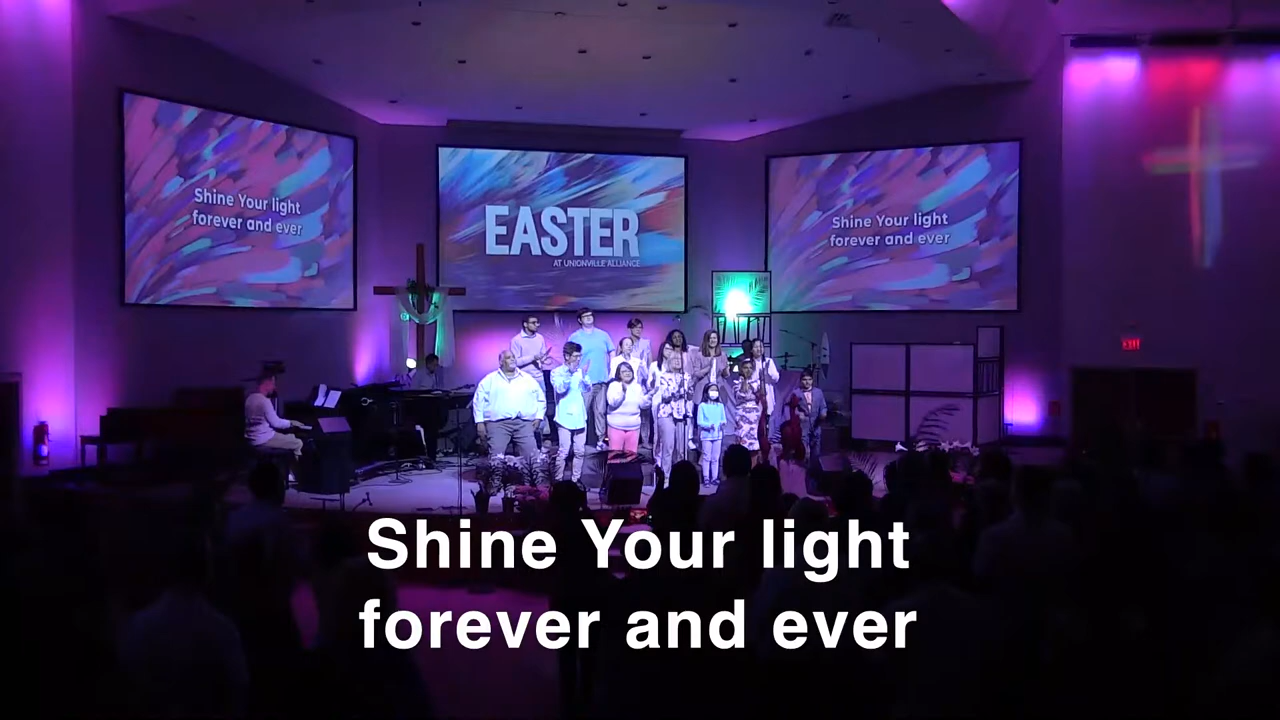 Shine Your light
forever and ever
EASTER
AT UNIONVILLE ALLIANCE
Shine Your light
forever and ever
EXIT
Shine Your light
forever and ever